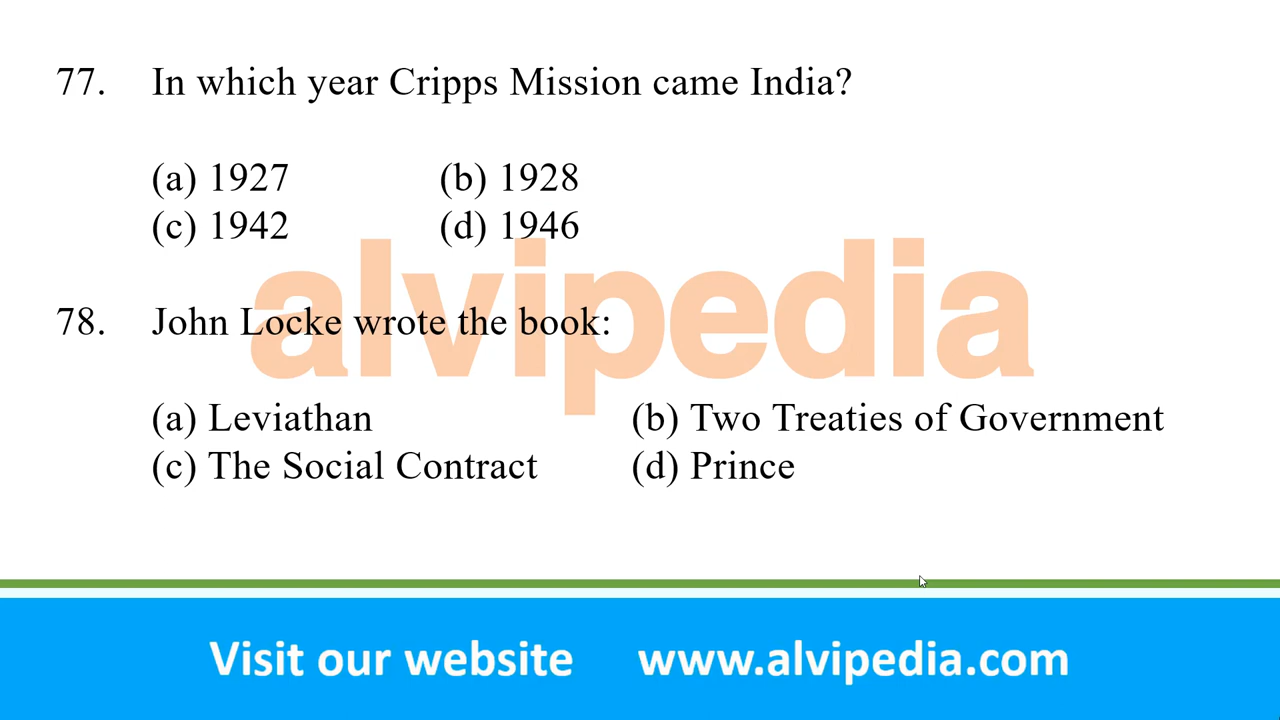 77. In which year Cripps Mission came India?
(a) 1927 (b) 1928
(c) 1942 (d) 1946
alvipedia
78. John Locke wrote the book:
(a) Leviathan (b) Two Treaties of Government
(c) The Social Contract (d) Prince
Visit our website www.alvipedia.com